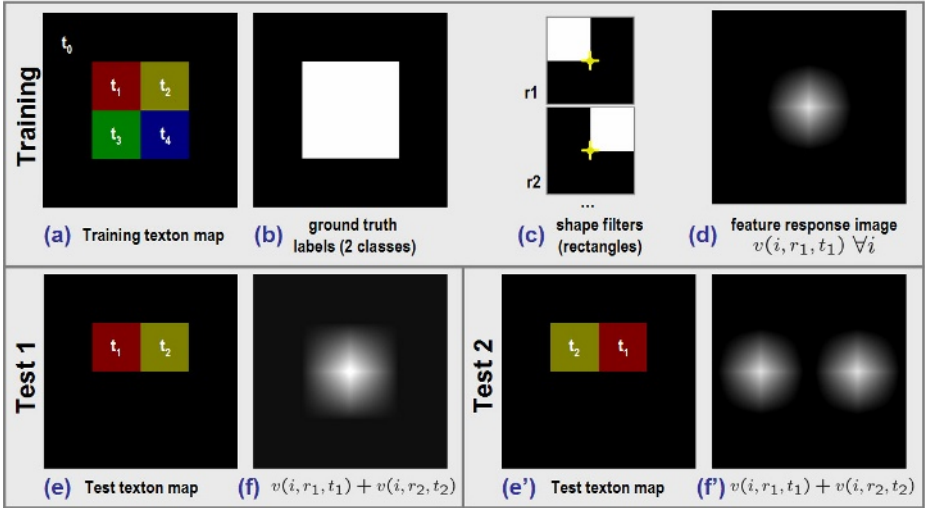 Training
t₀
t₁ t₂
t₃ t₄
(a) Training texton map
(b) ground truth
labels (2 classes)
r1
r2
...
(c) shape filters
(rectangles)
(d) feature response image
v(i, r₁, t₁) ∀i
Test 1
t₁ t₂
(e) Test texton map
(f) v(i, r₁, t₁) + v(i, r₂, t₂)
Test 2
t₂ t₁
(e') Test texton map
(f') v(i, r₁, t₁) + v(i, r₂, t₂)